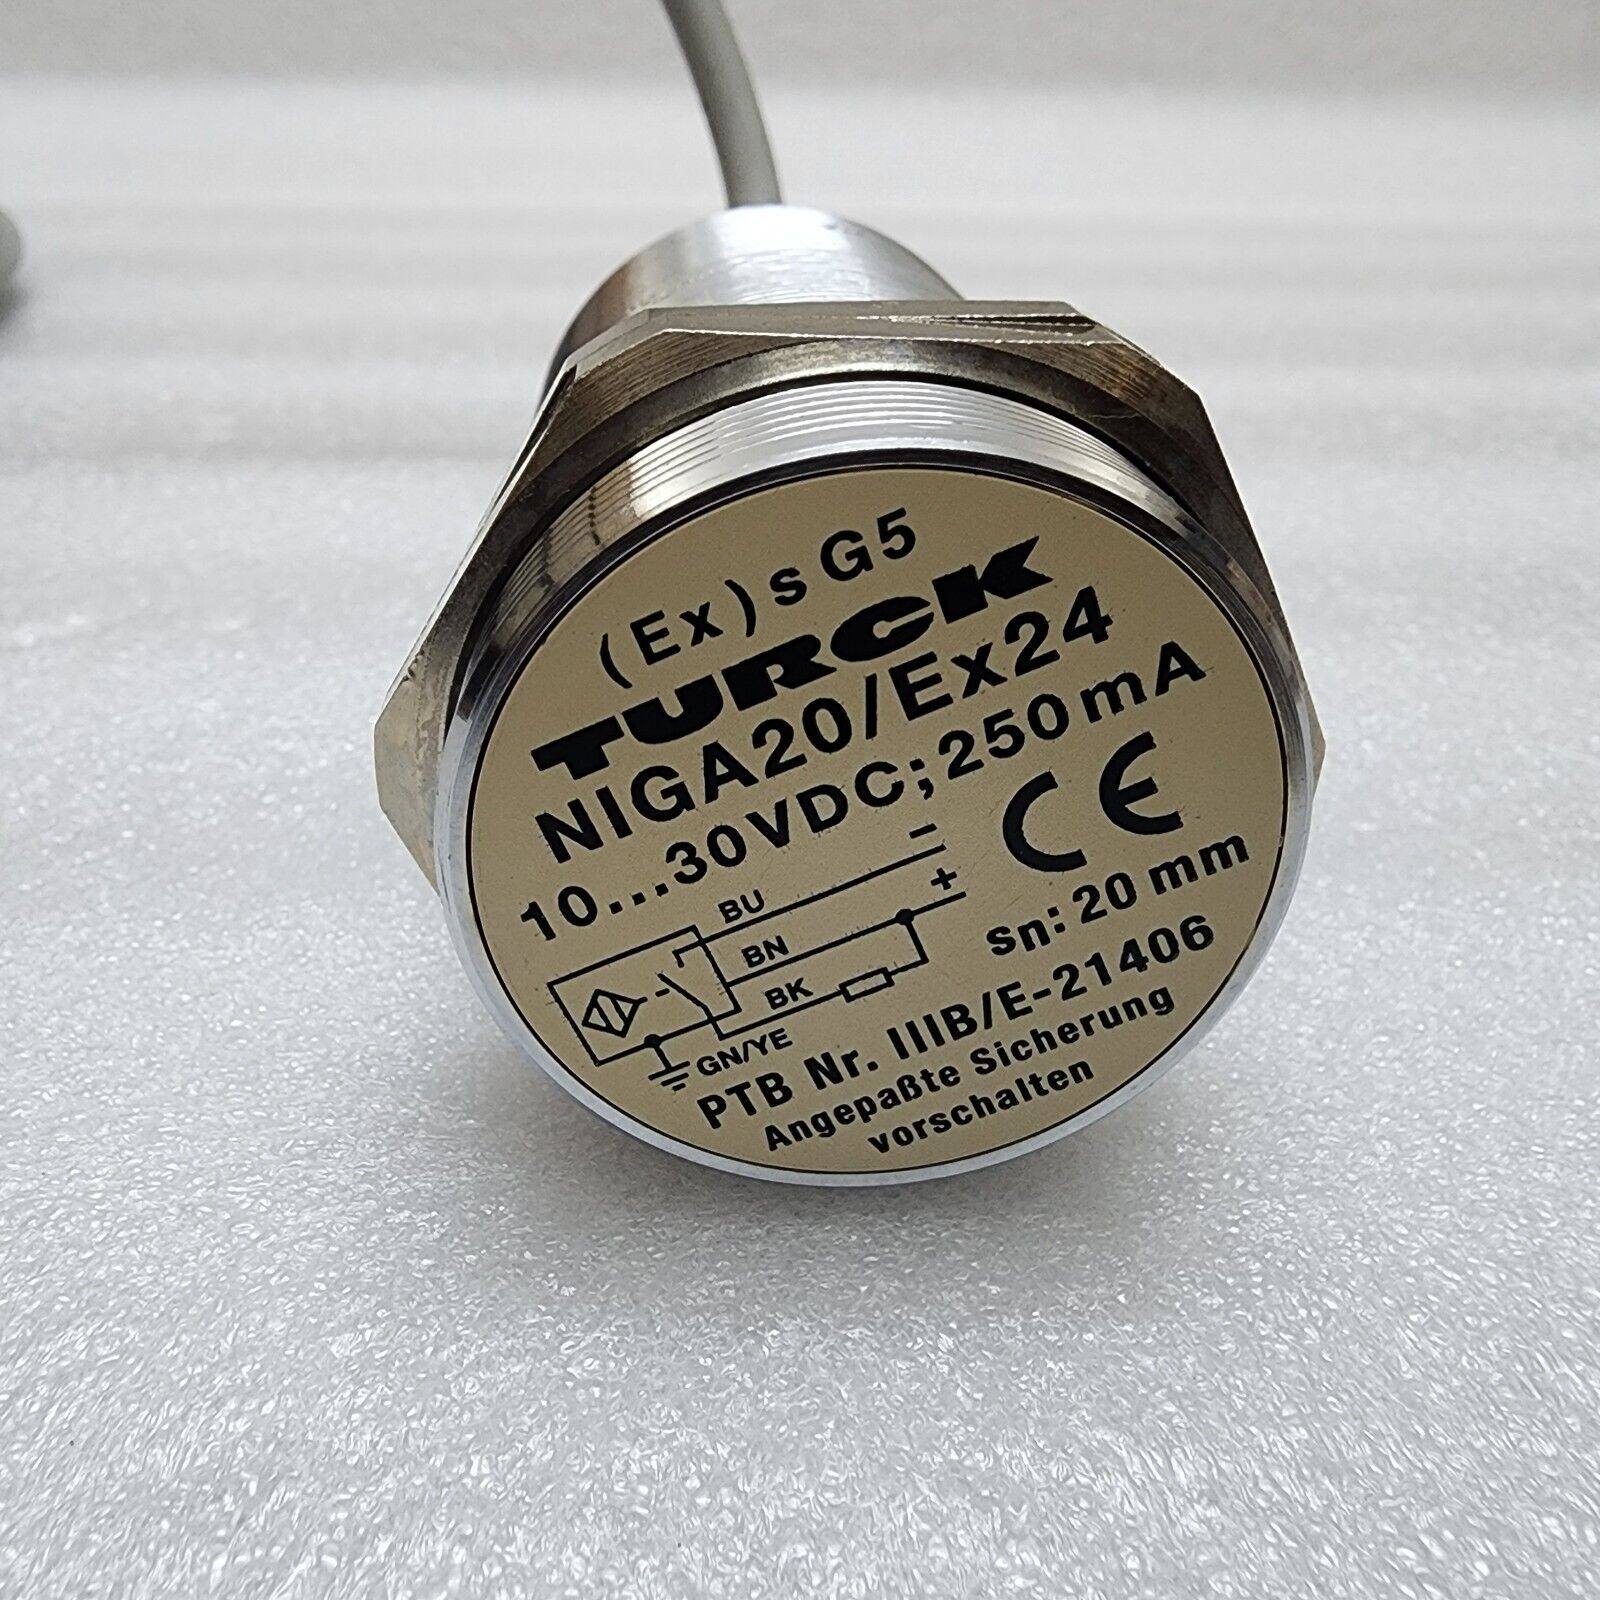 (Ex)sG5
TURCK
NIGA20/Ex24
10...30VDC; 250mA
CE
−
+
BU
BN
BK
GN/YE
sn: 20 mm
PTB Nr. IIIB/E-21406
Angepaßte Sicherung
vorschalten